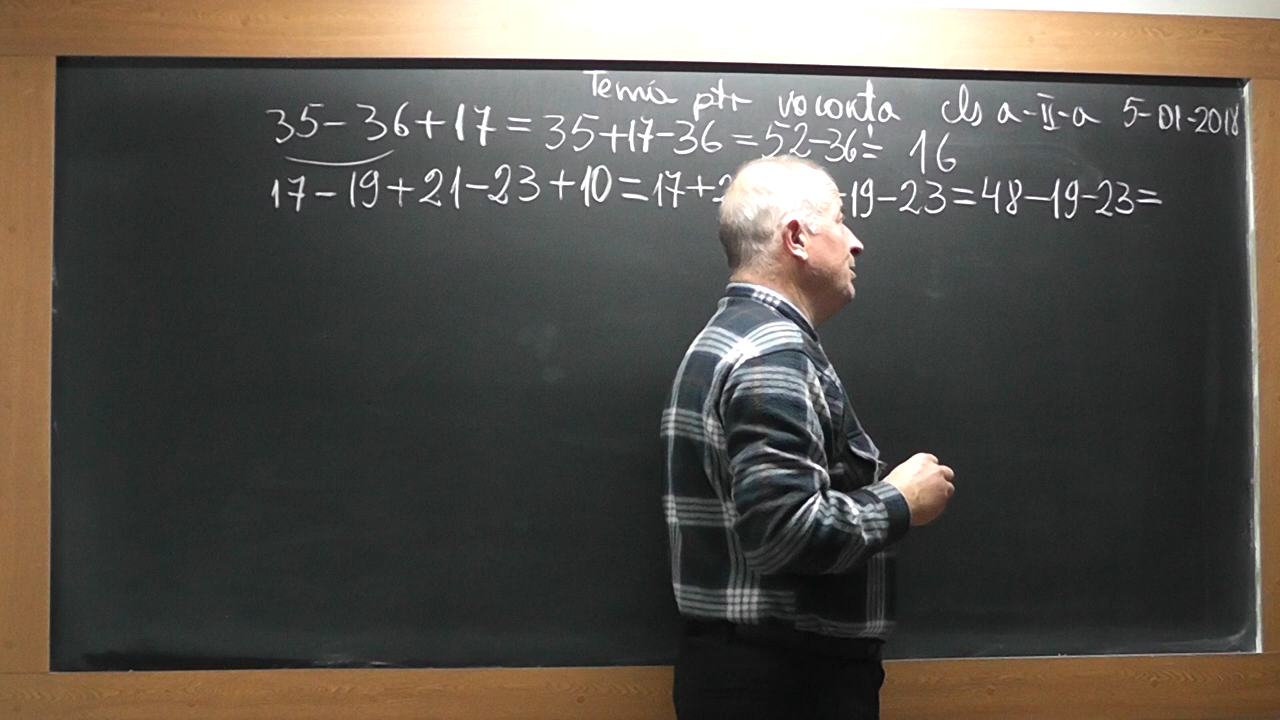 Temă ptr vacanta cls a-II-a 5-01-2018
35-36+17=35+17-36=52-36= 16
17-19+21-23+10=17+2 -19-23=48-19-23=